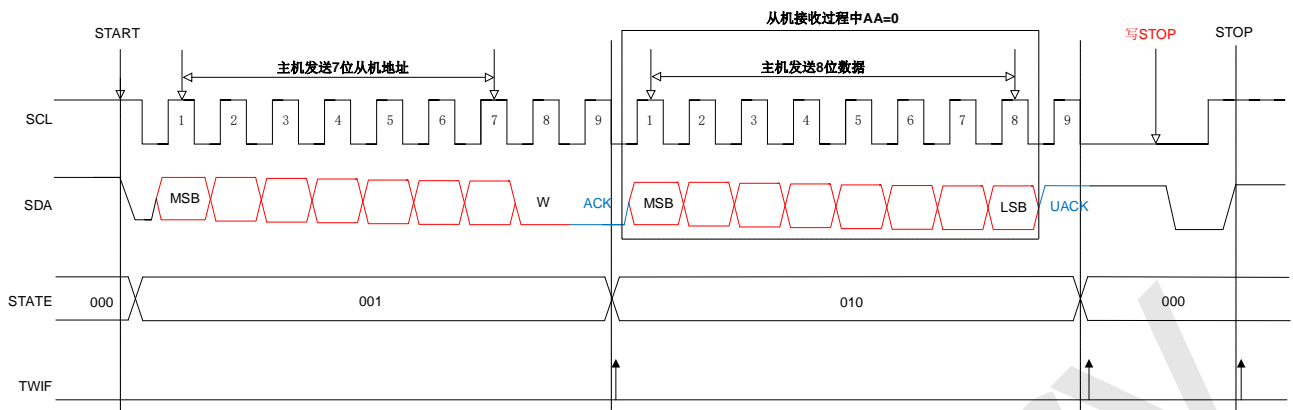 从机接收过程中AA=0
START
写STOP
STOP
主机发送7位从机地址
主机发送8位数据
SCL
1 2 3 4 5 6 7 8 9 1 2 3 4 5 6 7 8 9
SDA
MSB W ACK MSB LSB UACK
STATE
000 001 010 000
TWIF